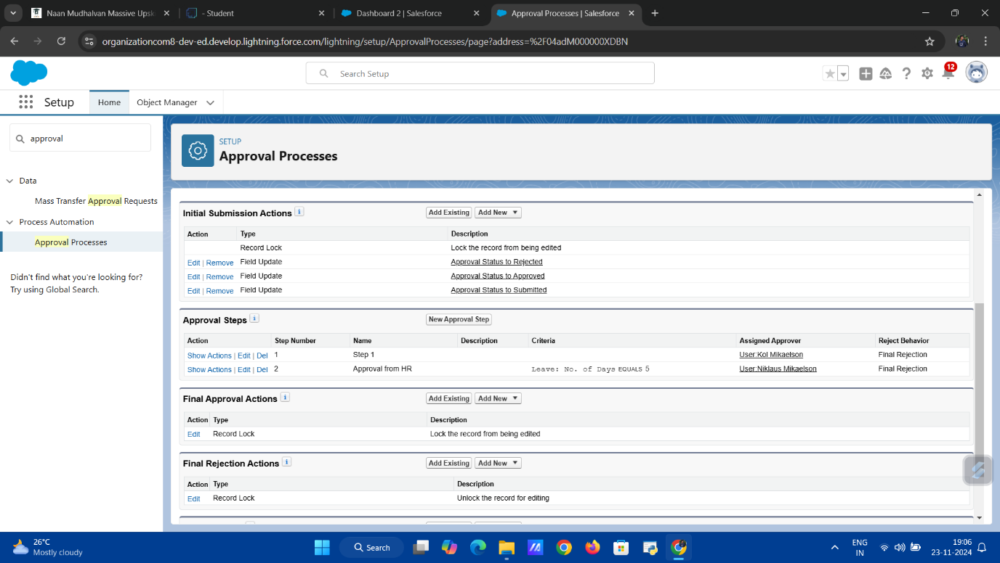 Naan Mudhalvan Massive Upsk
- Student
Dashboard 2 | Salesforce
Approval Processes | Salesforce
organizationcom8-dev-ed.develop.lightning.force.com/lightning/setup/ApprovalProcesses/page?address=%2F04adM000000XDBN
Search Setup
12
Setup
Home
Object Manager
approval
Data
Mass Transfer Approval Requests
Process Automation
Approval Processes
Didn't find what you're looking for?
Try using Global Search.
SETUP
Approval Processes
Initial Submission Actions i Add Existing Add New
Action Type Description
Record Lock Lock the record from being edited
Edit | Remove Field Update Approval Status to Rejected
Edit | Remove Field Update Approval Status to Approved
Edit | Remove Field Update Approval Status to Submitted
Approval Steps i New Approval Step
Action Step Number Name Description Criteria Assigned Approver Reject Behavior
Show Actions | Edit | Del 1 Step 1 User:Kol Mikaelson Final Rejection
Show Actions | Edit | Del 2 Approval from HR Leave: No. of Days EQUALS 5 User:Niklaus Mikaelson Final Rejection
Final Approval Actions i Add Existing Add New
Action Type Description
Edit Record Lock Lock the record from being edited
Final Rejection Actions i Add Existing Add New
Action Type Description
Edit Record Lock Unlock the record for editing
26°C
Mostly cloudy
Search
ENG
IN
19:06
23-11-2024